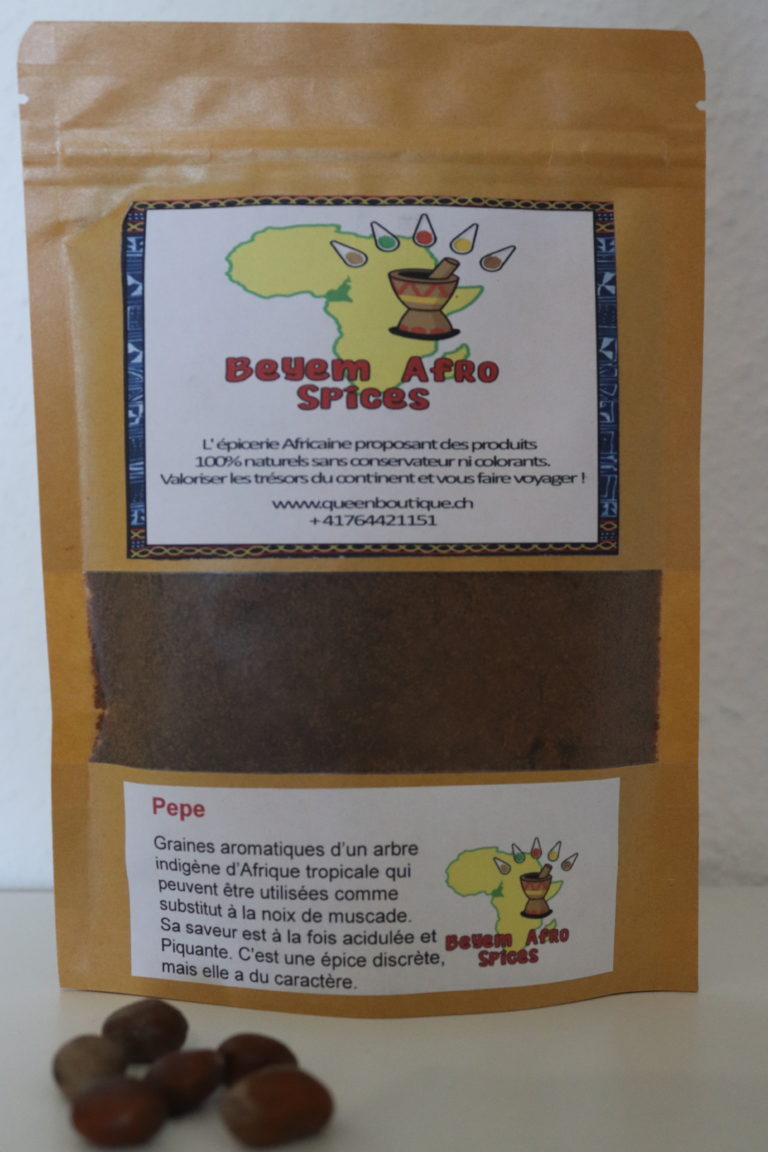 Beyem Afro
Spices
L' épicerie Africaine proposant des produits
100% naturels sans conservateur ni colorants.
Valoriser les trésors du continent et vous faire voyager !
www.queenboutique.ch
+41764421151
Pepe
Graines aromatiques d'un arbre
indigène d'Afrique tropicale qui
peuvent être utilisées comme
substitut à la noix de muscade.
Sa saveur est à la fois acidulée et
Piquante. C'est une épice discrète,
mais elle a du caractère.
Beyem Afro
Spices